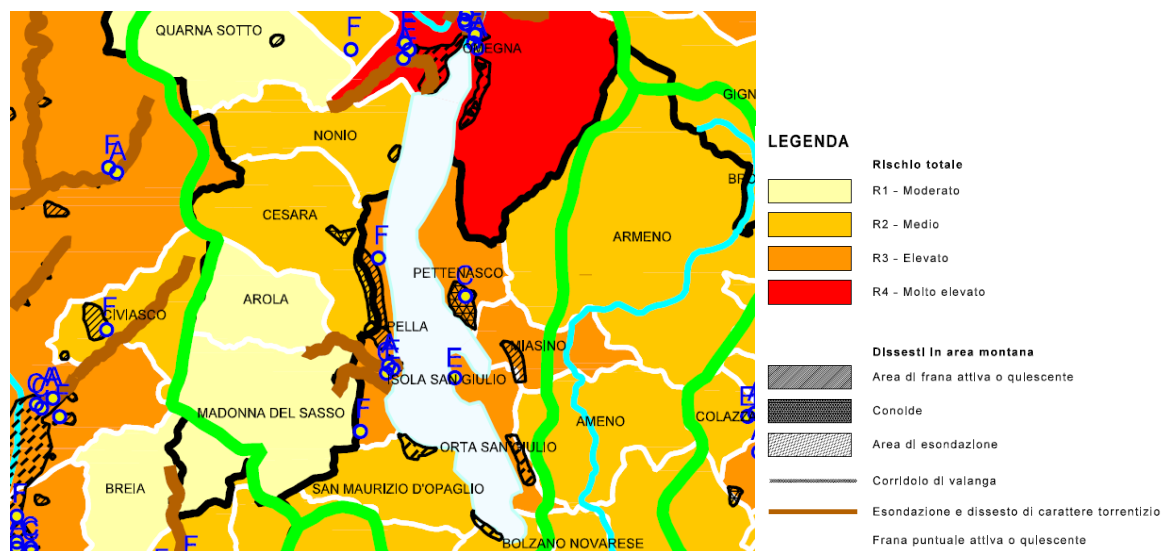 QUARNA SOTTO
F
F
A
OMEGNA
GIGN
NONIO
F
A
BRO
CESARA
ARMENO
F
PETTENASCO
C
AROLA
F
CIVIASCO
PELLA
MIASINO
A
F
E
ISOLA SAN GIULIO
C
A
F
MADONNA DEL SASSO
F
AMENO
COLAZZ
E
A
ORTA SAN GIULIO
BREIA
SAN MAURIZIO D'OPAGLIO
BOLZANO NOVARESE
F
LEGENDA
Rischio totale
R1 - Moderato
R2 - Medio
R3 - Elevato
R4 - Molto elevato
Dissesti in area montana
Area di frana attiva o quiescente
Conoide
Area di esondazione
Corridoio di valanga
Esondazione e dissesto di carattere torrentizio
Frana puntuale attiva o quiescente